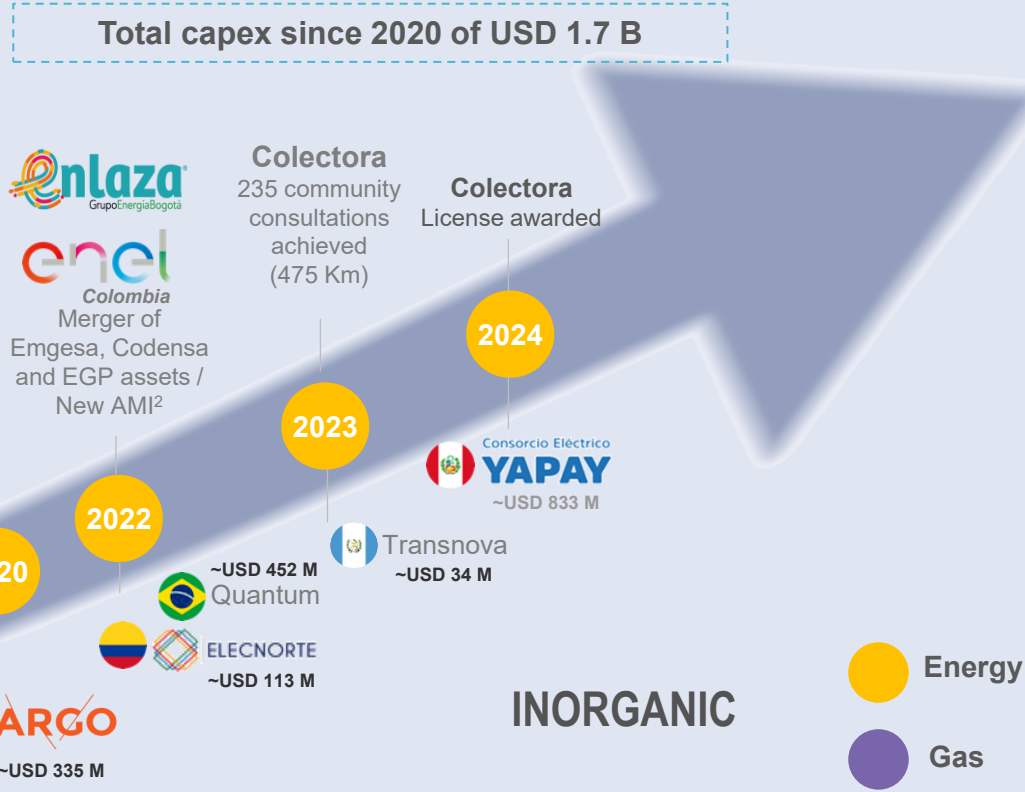 Total capex since 2020 of USD 1.7 B
enlaza
GrupoEnergíaBogotá
enel
Colombia
Merger of
Emgesa, Codensa
and EGP assets /
New AMI²
Colectora
235 community
consultations
achieved
(475 Km)
Colectora
License awarded
2024
2023
2022
20
Consorcio Eléctrico
YAPAY
~USD 833 M
Transnova
~USD 34 M
~USD 452 M
Quantum
ELECNORTE
~USD 113 M
ARGO
~USD 335 M
INORGANIC
Energy
Gas